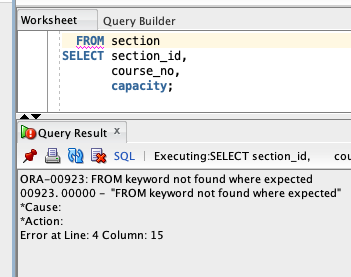 Worksheet Query Builder
FROM section
SELECT section_id,
course_no,
capacity;
Query Result x
SQL | Executing:SELECT section_id, cou
ORA-00923: FROM keyword not found where expected
00923. 00000 - "FROM keyword not found where expected"
*Cause:
*Action:
Error at Line: 4 Column: 15